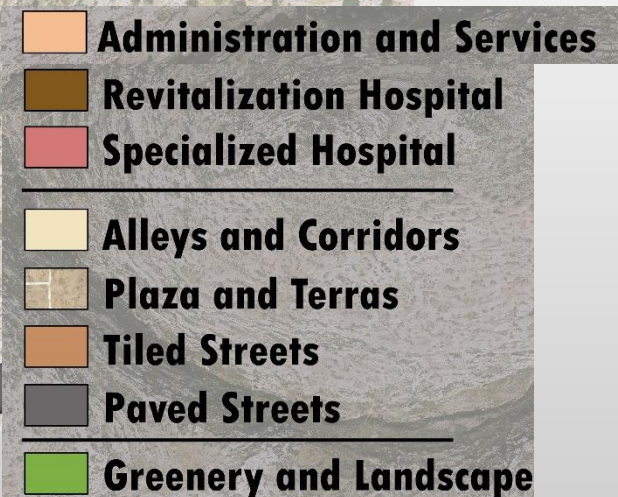 Administration and Services
Revitalization Hospital
Specialized Hospital
Alleys and Corridors
Plaza and Terras
Tiled Streets
Paved Streets
Greenery and Landscape